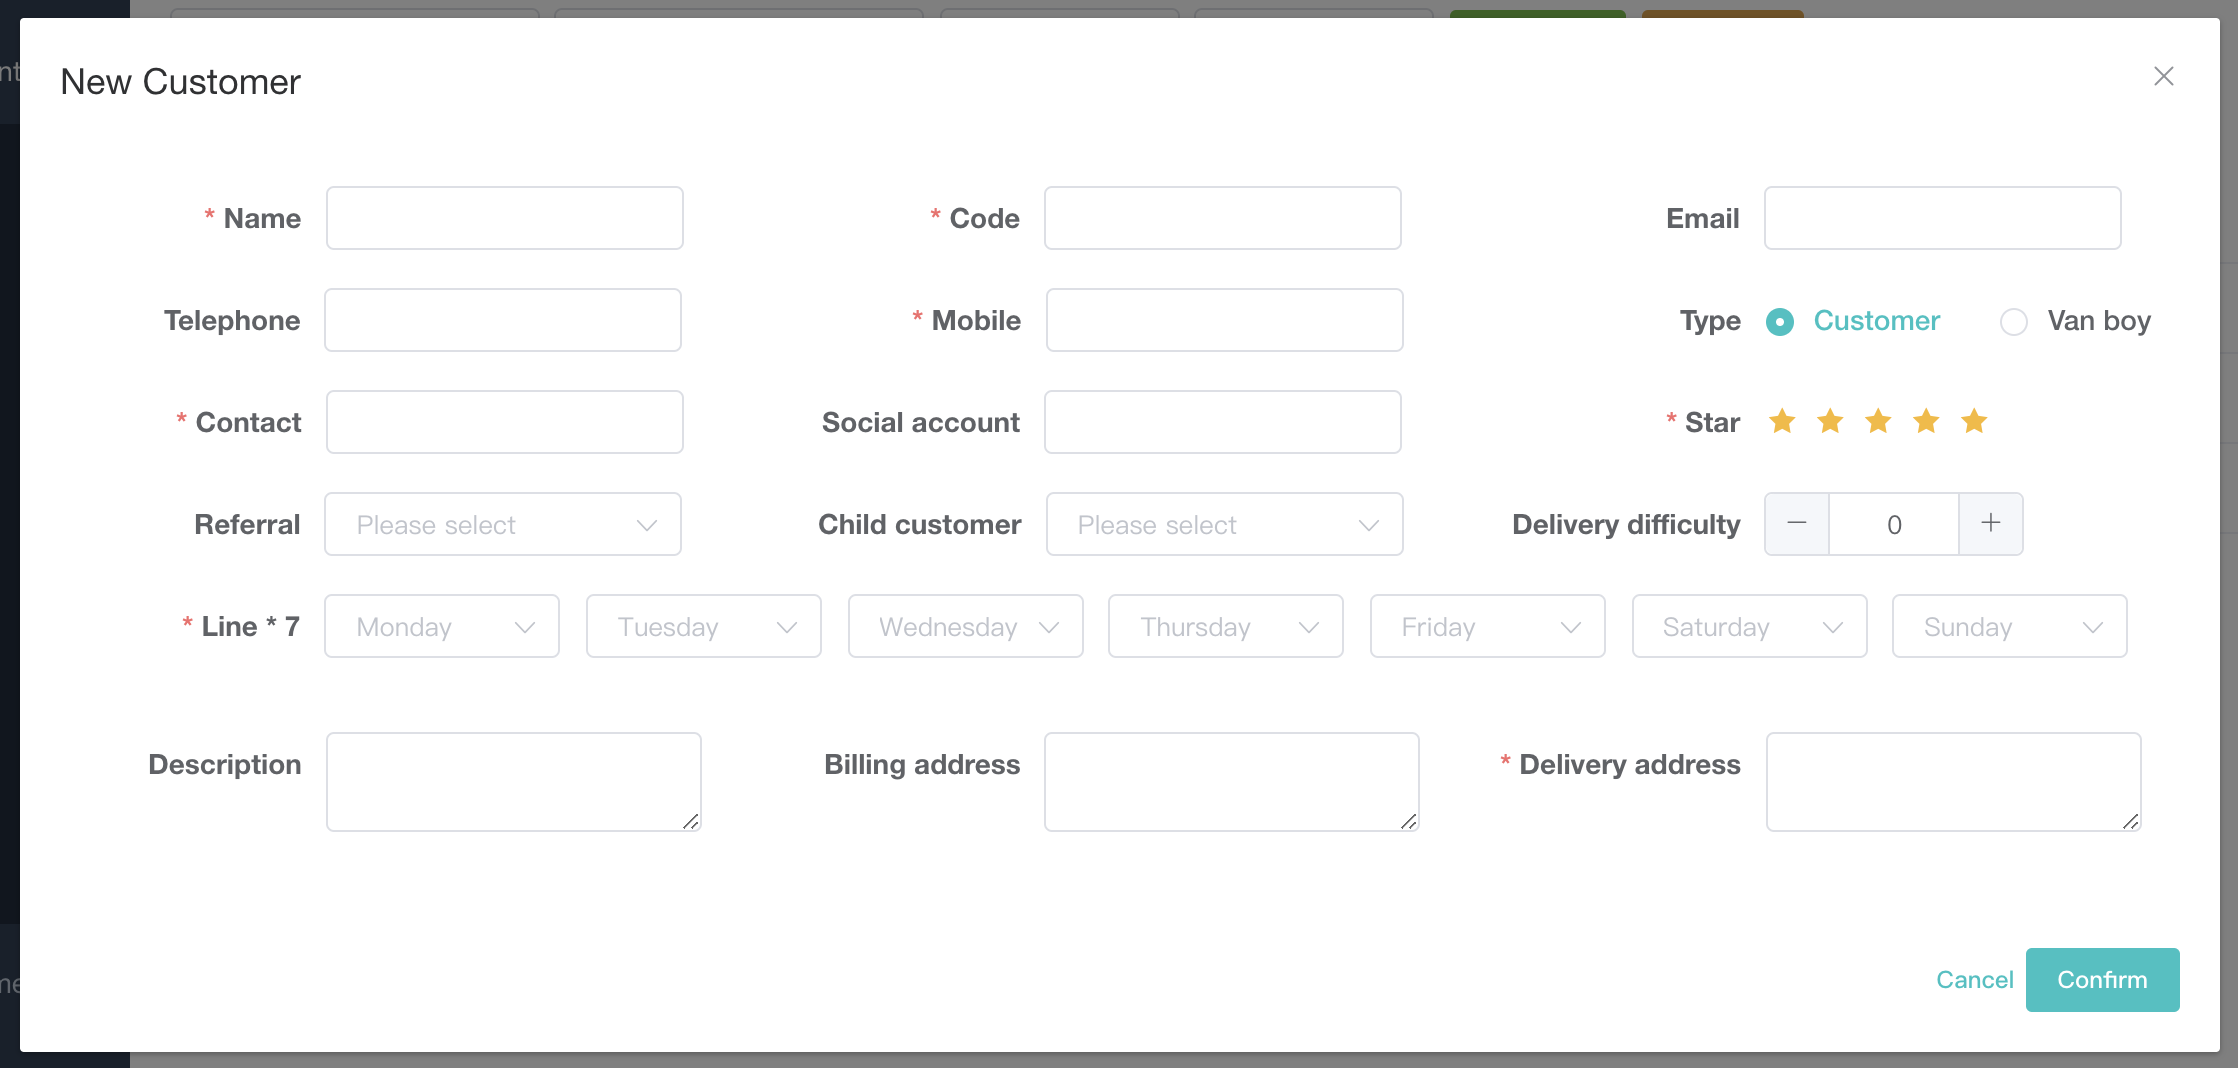 New Customer
* Name
* Code
Email
Telephone
* Mobile
Type Customer Van boy
* Contact
Social account
* Star
Referral Please select
Child customer Please select
Delivery difficulty 0
* Line * 7 Monday Tuesday Wednesday Thursday Friday Saturday Sunday
Description
Billing address
* Delivery address
Cancel Confirm